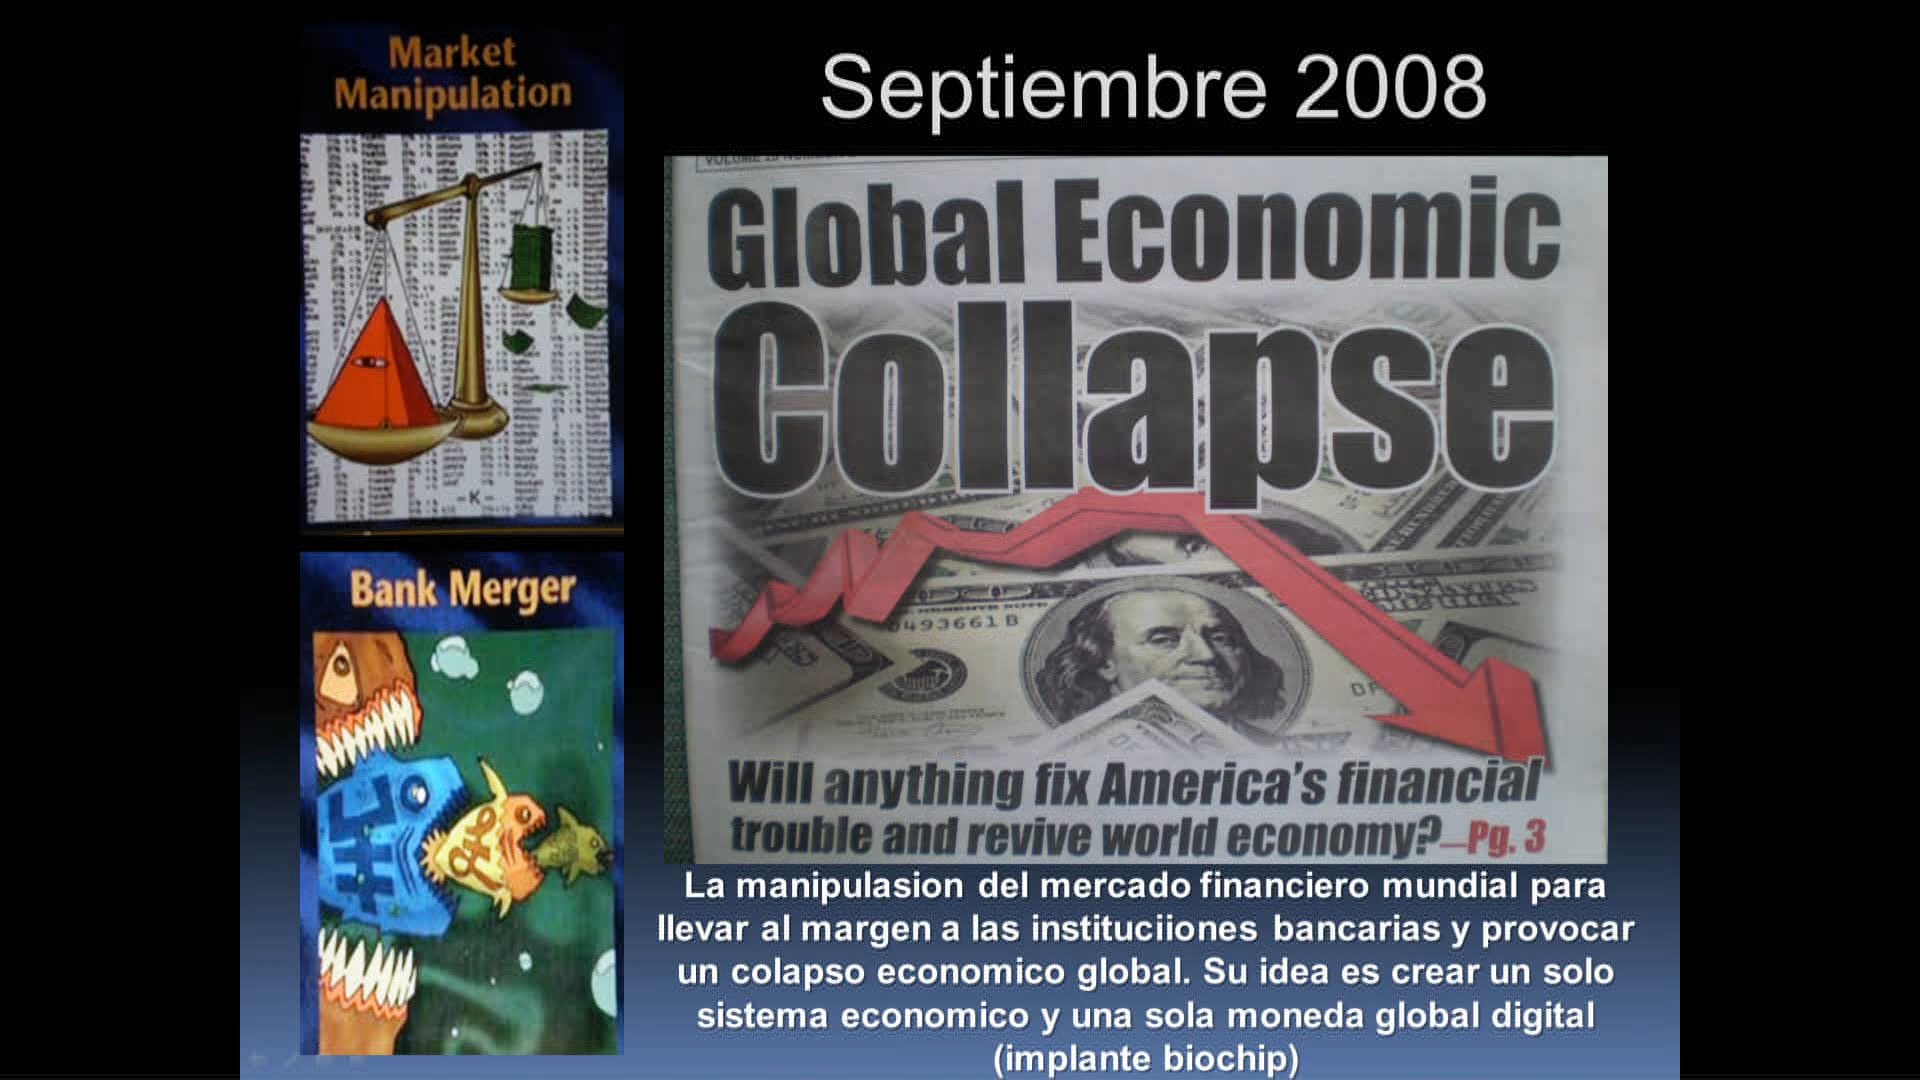 Market
Manipulation
K
Bank Merger
Septiembre 2008
Global Economic
Collapse
0493661 B
Will anything fix America's financial
trouble and revive world economy?—Pg. 3
La manipulasion del mercado financiero mundial para
llevar al margen a las instituciiones bancarias y provocar
un colapso economico global. Su idea es crear un solo
sistema economico y una sola moneda global digital
(implante biochip)